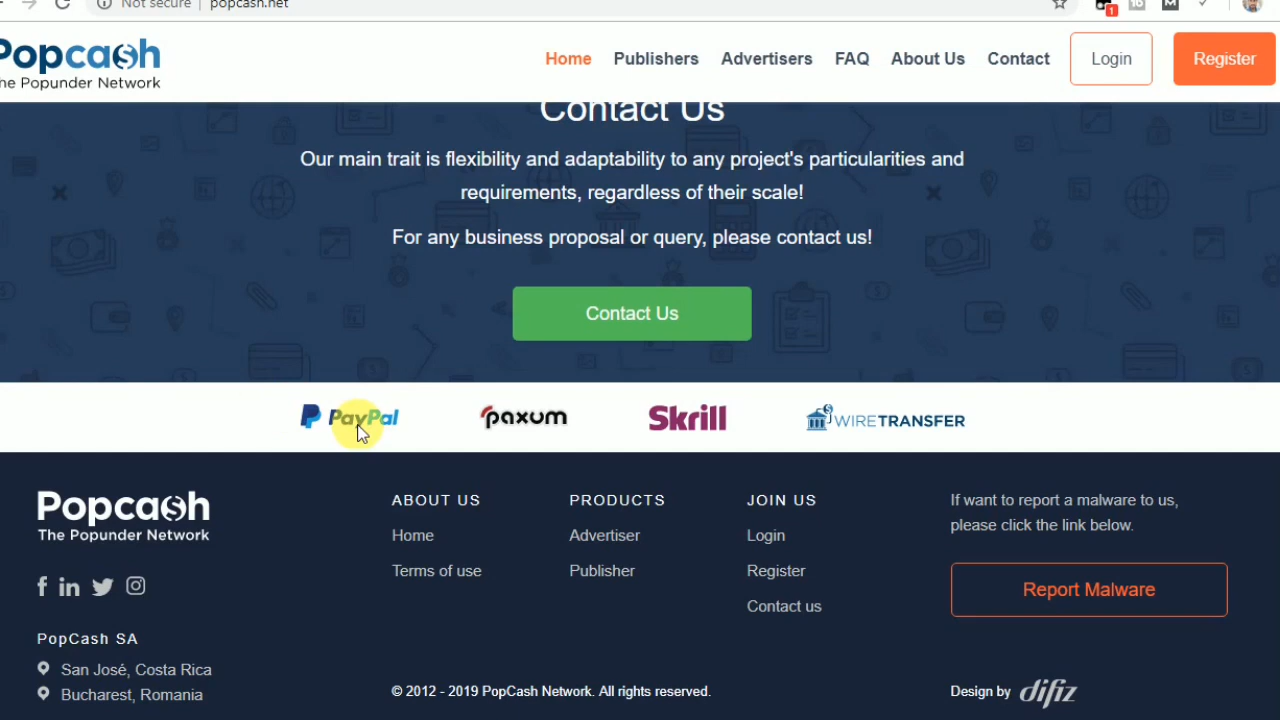 Not secure | popcash.net
1
Popcash
The Popunder Network
Home Publishers Advertisers FAQ About Us Contact Login Register
Contact Us
Our main trait is flexibility and adaptability to any project's particularities and
requirements, regardless of their scale!
For any business proposal or query, please contact us!
Contact Us
PayPal paxum Skrill WIRETRANSFER
Popcash
The Popunder Network
ABOUT US
Home
Terms of use
PRODUCTS
Advertiser
Publisher
JOIN US
Login
Register
Contact us
If want to report a malware to us,
please click the link below.
Report Malware
f in
PopCash SA
San José, Costa Rica
Bucharest, Romania
© 2012 - 2019 PopCash Network. All rights reserved.
Design by difiz